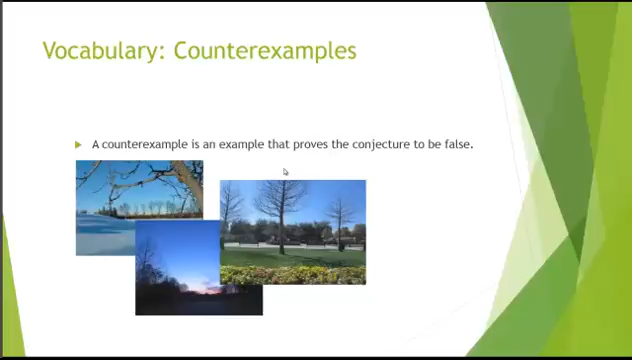 Vocabulary: Counterexamples
A counterexample is an example that proves the conjecture to be false.